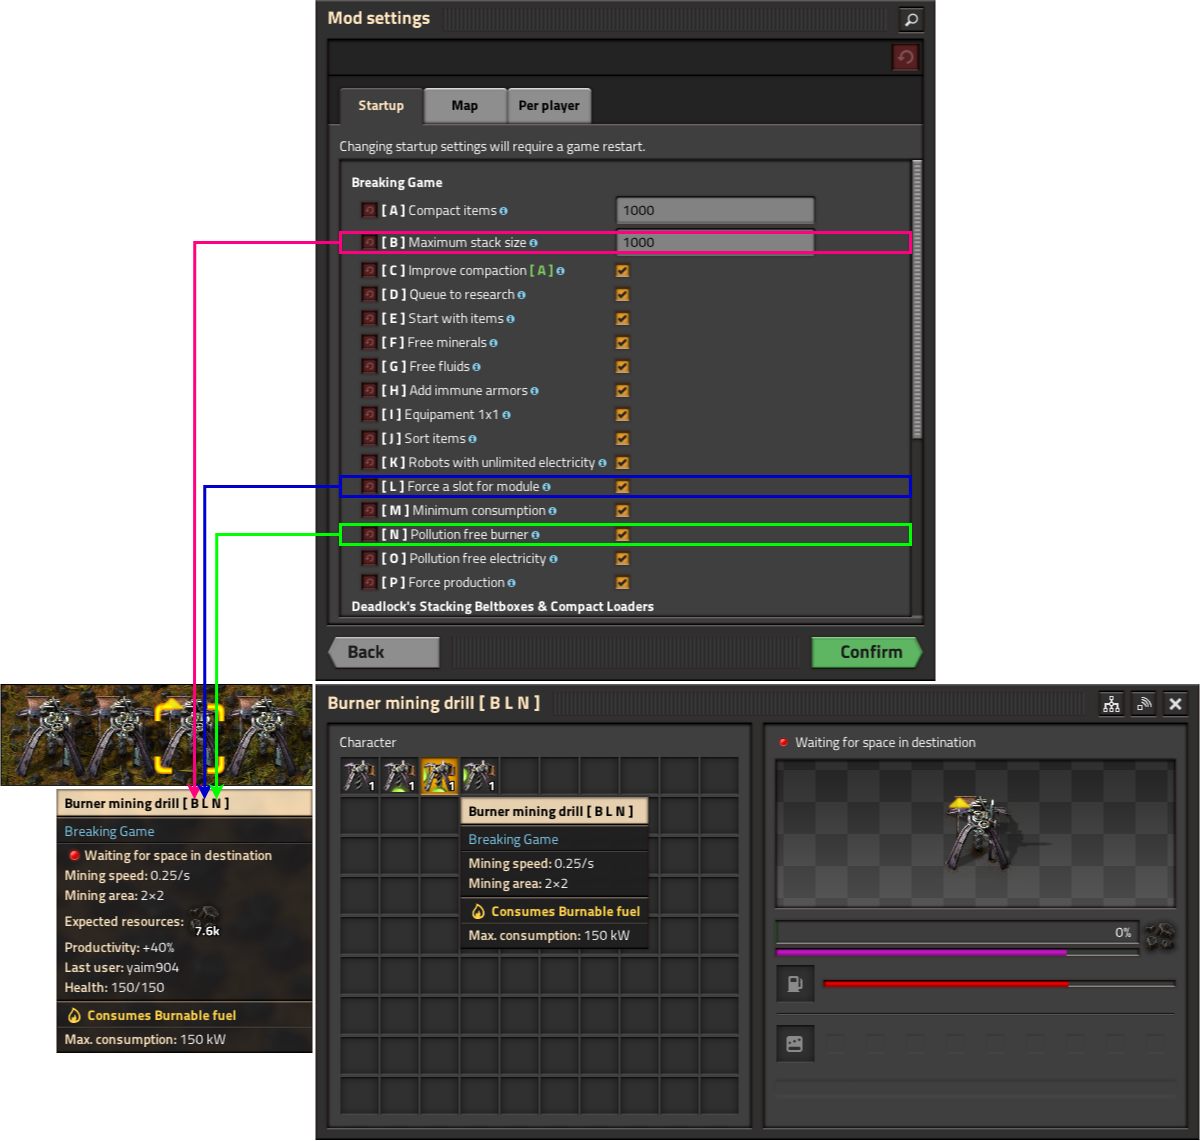 Mod settings
Startup
Map
Per player
Changing startup settings will require a game restart.
Breaking Game
[ A ] Compact items
1000
[ B ] Maximum stack size
1000
[ C ] Improve compaction [ A ]
[ D ] Queue to research
[ E ] Start with items
[ F ] Free minerals
[ G ] Free fluids
[ H ] Add immune armors
[ I ] Equipament 1x1
[ J ] Sort items
[ K ] Robots with unlimited electricity
[ L ] Force a slot for module
[ M ] Minimum consumption
[ N ] Pollution free burner
[ O ] Pollution free electricity
[ P ] Force production
Deadlock's Stacking Beltboxes & Compact Loaders
Back
Confirm
Burner mining drill [ B L N ]
Breaking Game
Waiting for space in destination
Mining speed: 0.25/s
Mining area: 2×2
Expected resources: 7.6k
Productivity: +40%
Last user: yaim904
Health: 150/150
Consumes Burnable fuel
Max. consumption: 150 kW
Burner mining drill [ B L N ]
Character
1
1
1
1
Burner mining drill [ B L N ]
Breaking Game
Mining speed: 0.25/s
Mining area: 2×2
Consumes Burnable fuel
Max. consumption: 150 kW
Waiting for space in destination
0%